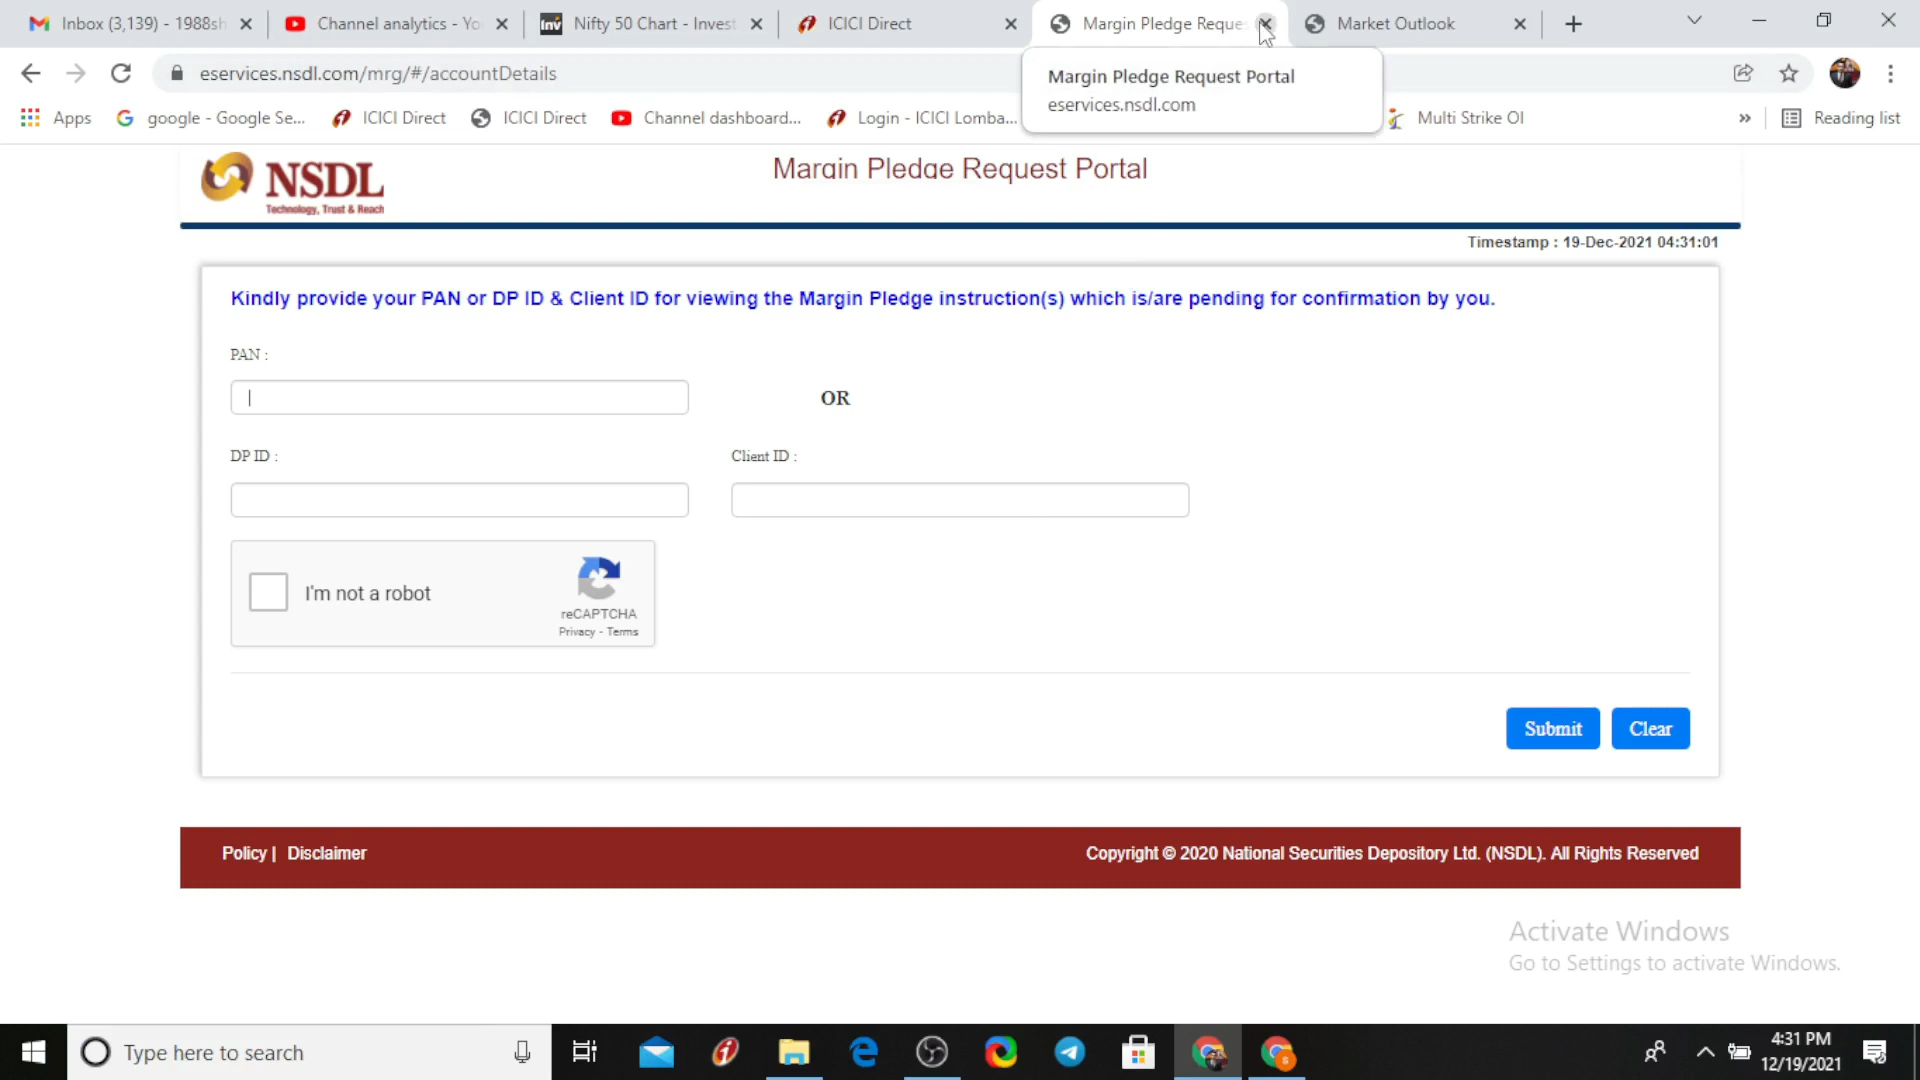 Inbox (3,139) - 1988sh
Channel analytics - Yo
Nifty 50 Chart - Invest
ICICI Direct
Margin Pledge Reque
Market Outlook
eservices.nsdl.com/mrg/#/accountDetails
Margin Pledge Request Portal
eservices.nsdl.com
Apps
google - Google Se...
ICICI Direct
ICICI Direct
Channel dashboard...
Login - ICICI Lomba...
Multi Strike OI
»
Reading list
NSDL
Technology, Trust & Reach
Margin Pledge Request Portal
Timestamp : 19-Dec-2021 04:31:01
Kindly provide your PAN or DP ID & Client ID for viewing the Margin Pledge instruction(s) which is/are pending for confirmation by you.
PAN :
OR
DP ID :
Client ID :
I'm not a robot
reCAPTCHA
Privacy - Terms
Submit
Clear
Policy | Disclaimer
Copyright © 2020 National Securities Depository Ltd. (NSDL). All Rights Reserved
Activate Windows
Go to Settings to activate Windows.
Type here to search
4:31 PM
12/19/2021